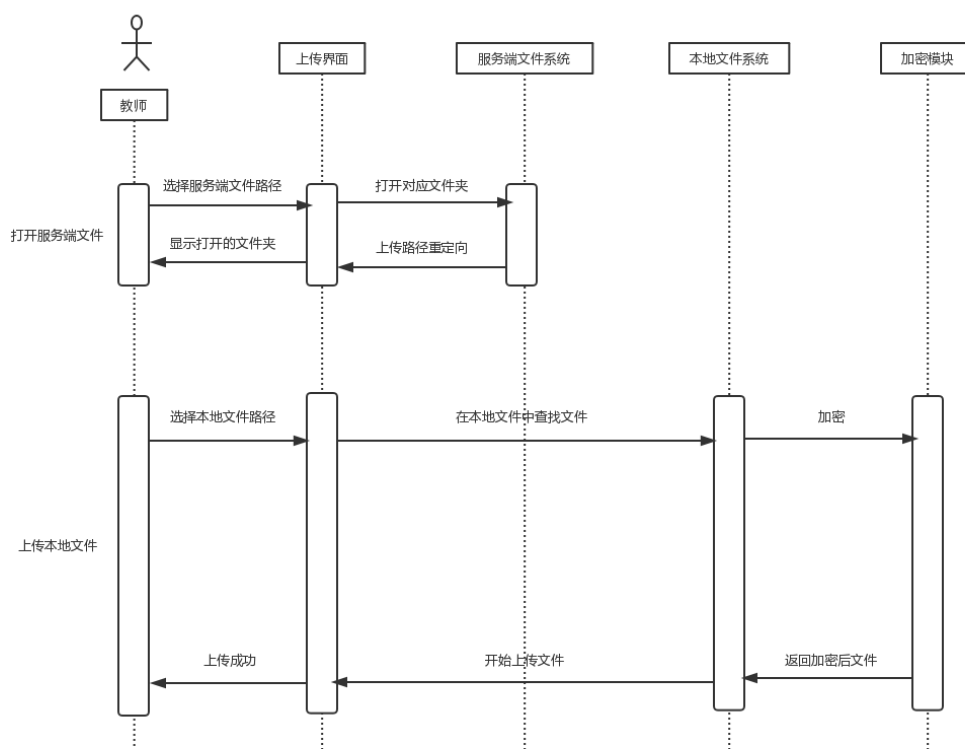 上传界面
服务端文件系统
本地文件系统
加密模块
教师
选择服务端文件路径
打开对应文件夹
打开服务端文件
显示打开的文件夹
上传路径重定向
选择本地文件路径
在本地文件中查找文件
加密
上传本地文件
上传成功
开始上传文件
返回加密后文件